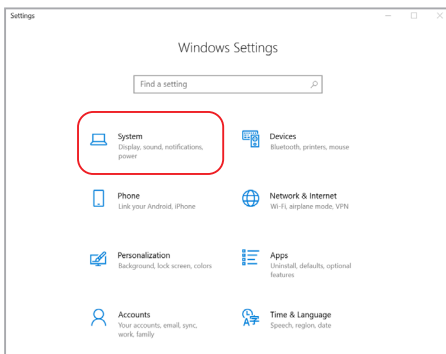 Settings
Windows Settings
Find a setting
System
Display, sound, notifications,
power
Devices
Bluetooth, printers, mouse
Phone
Link your Android, iPhone
Network & Internet
Wi-Fi, airplane mode, VPN
Personalization
Background, lock screen, colors
Apps
Uninstall, defaults, optional
features
Accounts
Your accounts, email, sync,
work, family
Time & Language
Speech, region, date